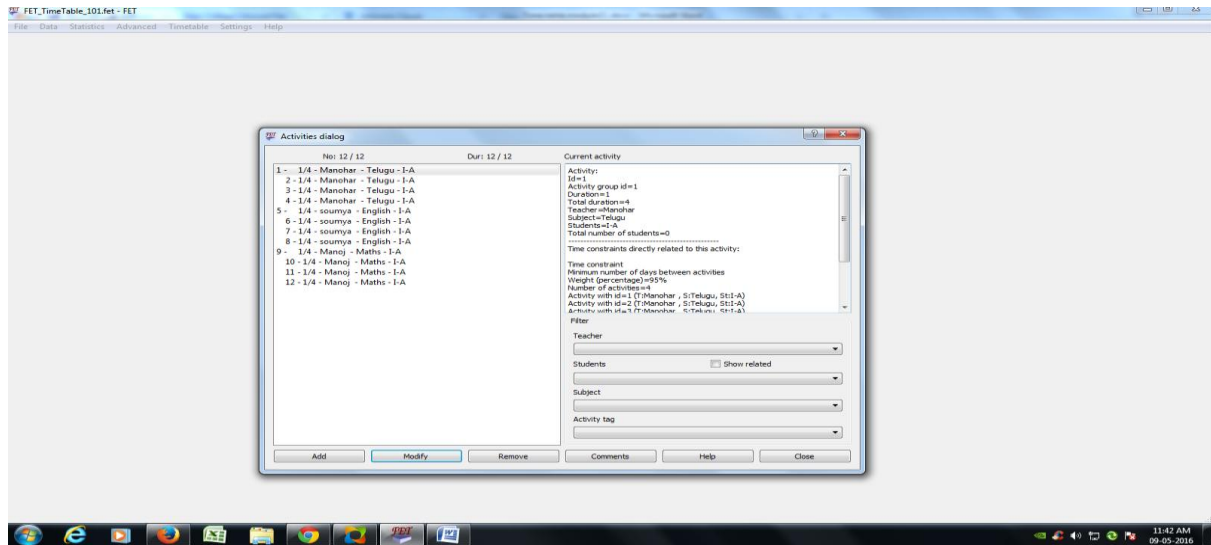 FET_TimeTable_101.fet - FET
File Data Statistics Advanced Timetable Settings Help
Activities dialog
No: 12 / 12 Dur: 12 / 12 Current activity
1 - 1/4 - Manohar - Telugu - I-A
2 - 1/4 - Manohar - Telugu - I-A
3 - 1/4 - Manohar - Telugu - I-A
4 - 1/4 - Manohar - Telugu - I-A
5 - 1/4 - soumya - English - I-A
6 - 1/4 - soumya - English - I-A
7 - 1/4 - soumya - English - I-A
8 - 1/4 - soumya - English - I-A
9 - 1/4 - Manoj - Maths - I-A
10 - 1/4 - Manoj - Maths - I-A
11 - 1/4 - Manoj - Maths - I-A
12 - 1/4 - Manoj - Maths - I-A
Activity:
Id=1
Activity group id=1
Duration=1
Total duration=4
Teacher=Manohar
Subject=Telugu
Students=I-A
Total number of students=0
Time constraints directly related to this activity:
Time constraint
Minimum number of days between activities
Weight (percentage)=95%
Number of activities=4
Activity with id=1 (T:Manohar , S:Telugu, St:I-A)
Activity with id=2 (T:Manohar , S:Telugu, St:I-A)
Activity with id=3 (T:Manohar , S:Telugu, St:I-A)
Filter
Teacher
Students Show related
Subject
Activity tag
Add Modify Remove Comments Help Close
FET
11:42 AM
09-05-2016